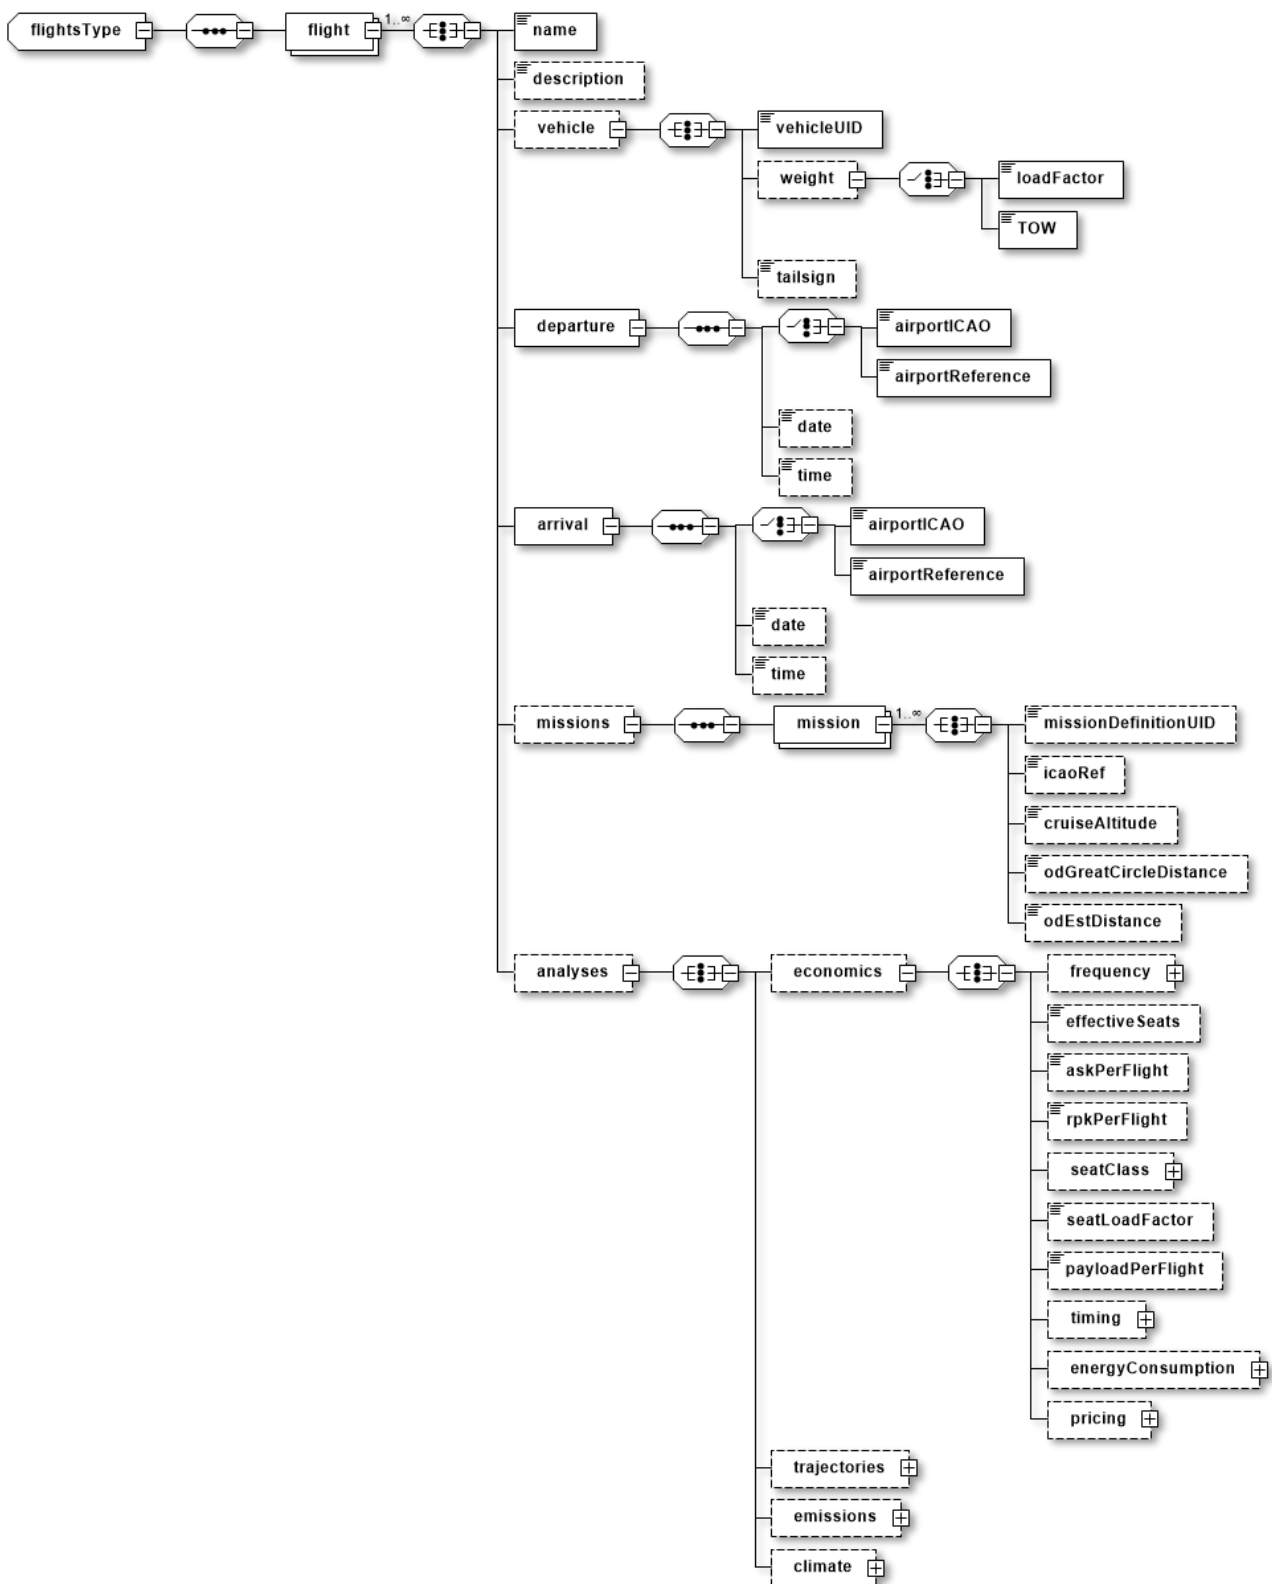 flightsType
flight
1..∞
name
description
vehicle
vehicleUID
weight
loadFactor
TOW
tailsign
departure
airportICAO
airportReference
date
time
arrival
airportICAO
airportReference
date
time
missions
mission
1..∞
missionDefinitionUID
icaoRef
cruiseAltitude
odGreatCircleDistance
odEstDistance
analyses
economics
frequency
effectiveSeats
askPerFlight
rpkPerFlight
seatClass
seatLoadFactor
payloadPerFlight
timing
energyConsumption
pricing
trajectories
emissions
climate